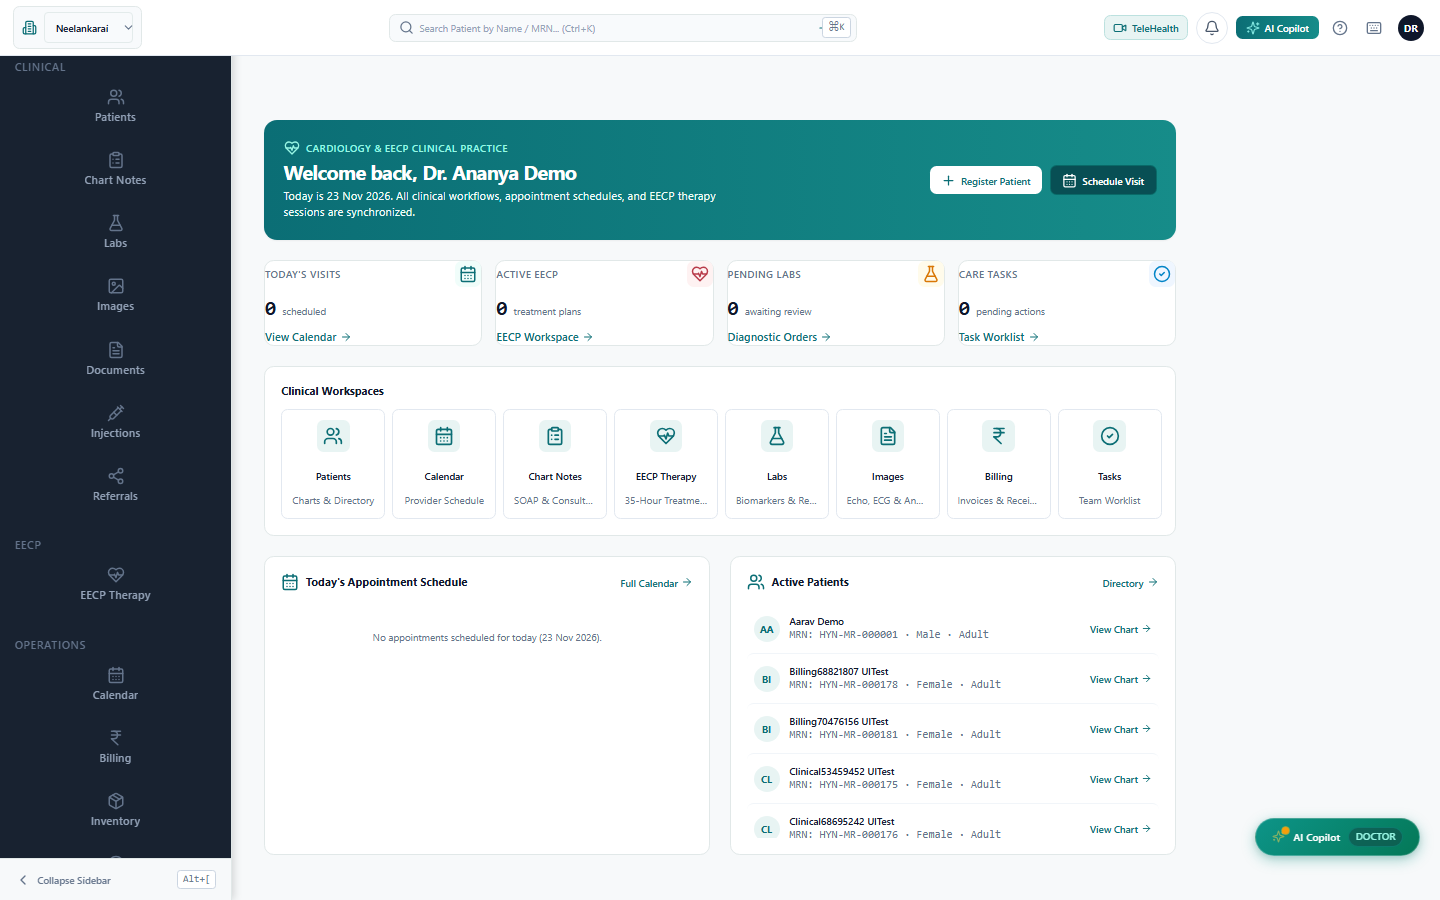 Neelankarai
Search Patient by Name / MRN... (Ctrl+K)
⌘K
TeleHealth
AI Copilot
DR
CLINICAL
Patients
Chart Notes
Labs
Images
Documents
Injections
Referrals
EECP
EECP Therapy
OPERATIONS
Calendar
Billing
Inventory
Collapse Sidebar
Alt+[
CARDIOLOGY & EECP CLINICAL PRACTICE
Welcome back, Dr. Ananya Demo
Today is 23 Nov 2026. All clinical workflows, appointment schedules, and EECP therapy
sessions are synchronized.
Register Patient
Schedule Visit
TODAY'S VISITS
0 scheduled
View Calendar →
ACTIVE EECP
0 treatment plans
EECP Workspace →
PENDING LABS
0 awaiting review
Diagnostic Orders →
CARE TASKS
0 pending actions
Task Worklist →
Clinical Workspaces
Patients
Charts & Directory
Calendar
Provider Schedule
Chart Notes
SOAP & Consult...
EECP Therapy
35-Hour Treatme...
Labs
Biomarkers & Re...
Images
Echo, ECG & An...
Billing
Invoices & Recei...
Tasks
Team Worklist
Today's Appointment Schedule
Full Calendar →
No appointments scheduled for today (23 Nov 2026).
Active Patients
Directory →
AA
Aarav Demo
MRN: HYN-MR-000001 · Male · Adult
View Chart →
BI
Billing68821807 UITest
MRN: HYN-MR-000178 · Female · Adult
View Chart →
BI
Billing70476156 UITest
MRN: HYN-MR-000181 · Female · Adult
View Chart →
CL
Clinical53459452 UITest
MRN: HYN-MR-000175 · Female · Adult
View Chart →
CL
Clinical68695242 UITest
MRN: HYN-MR-000176 · Female · Adult
View Chart →
AI Copilot
DOCTOR